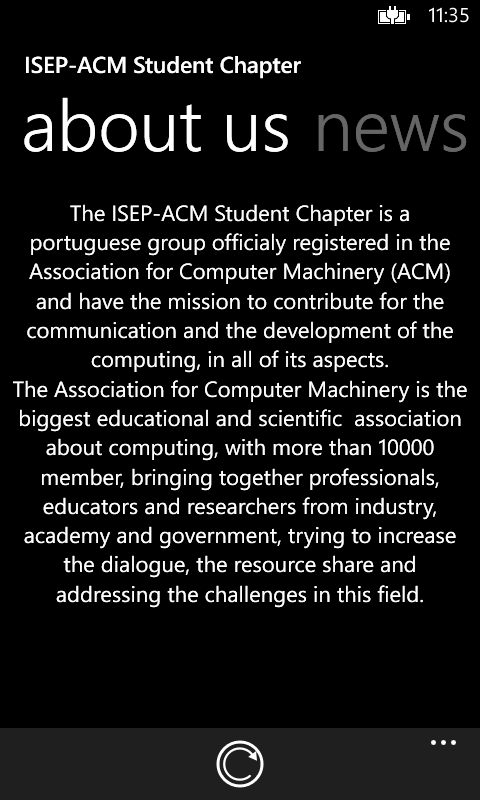 11:35
ISEP-ACM Student Chapter
about us news
The ISEP-ACM Student Chapter is a
portuguese group officialy registered in the
Association for Computer Machinery (ACM)
and have the mission to contribute for the
communication and the development of the
computing, in all of its aspects.
The Association for Computer Machinery is the
biggest educational and scientific  association
about computing, with more than 10000
member, bringing together professionals,
educators and researchers from industry,
academy and government, trying to increase
the dialogue, the resource share and
addressing the challenges in this field.